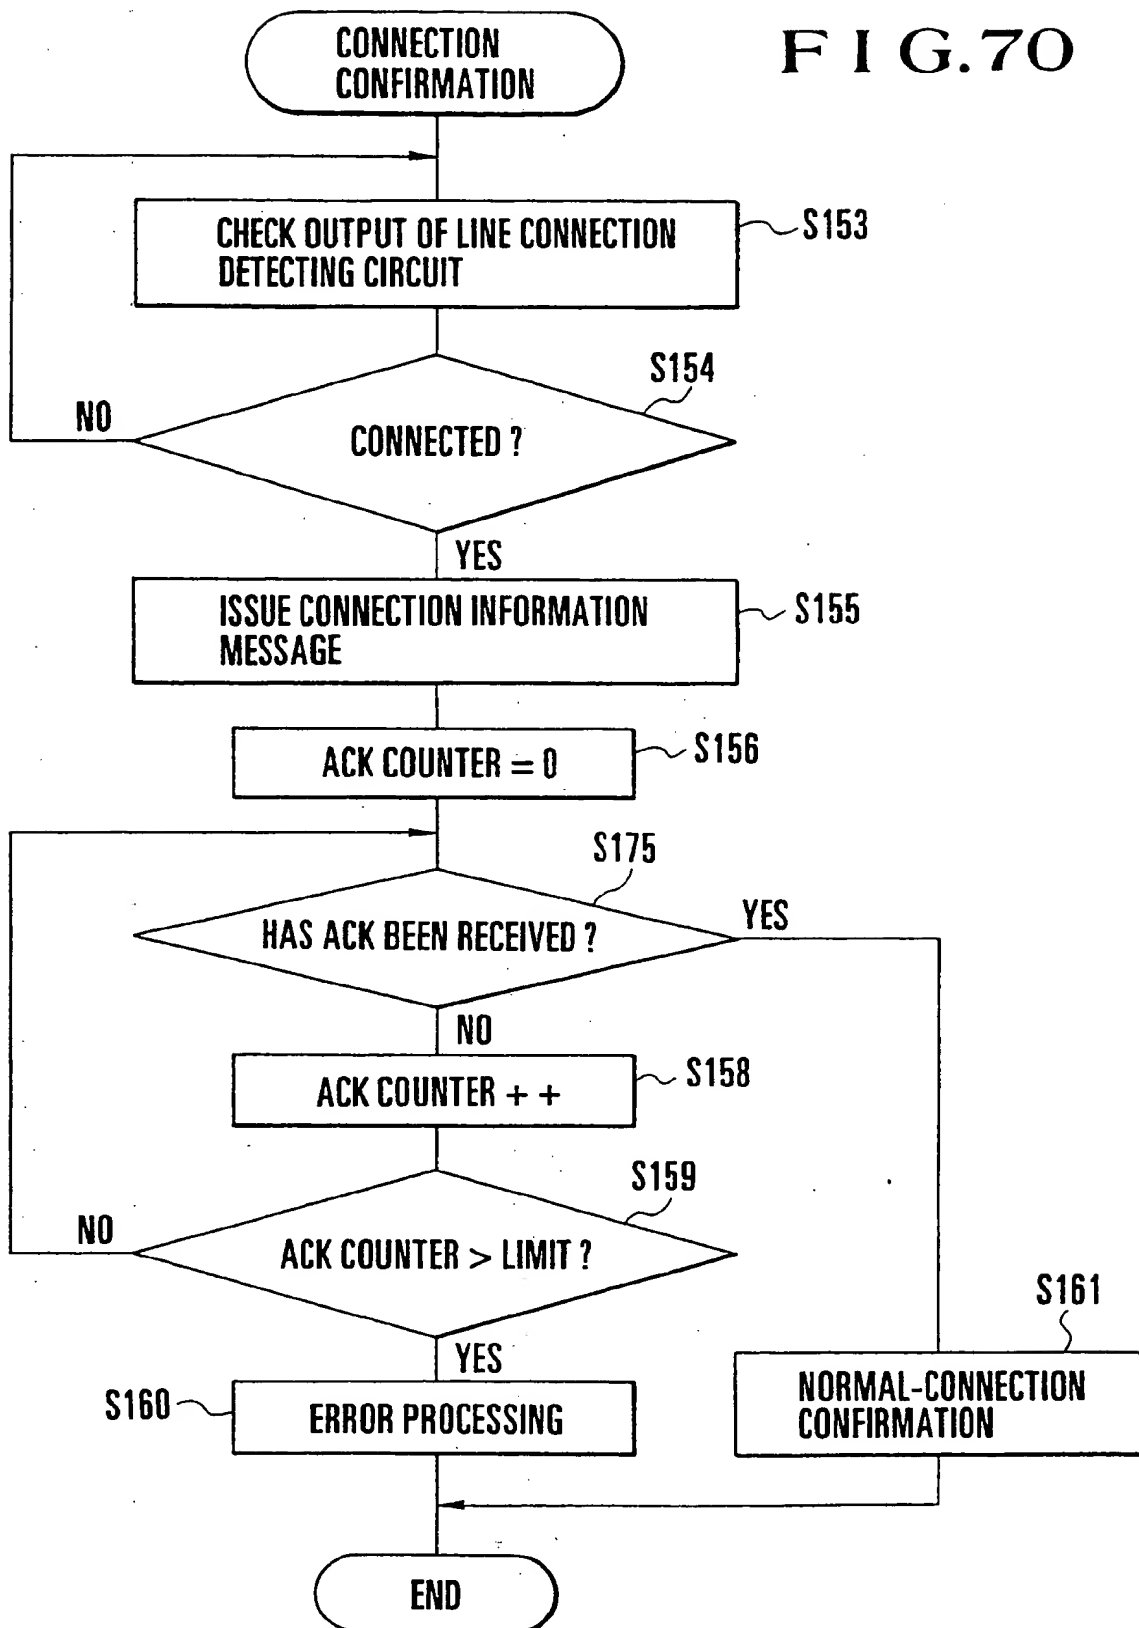 FIG.70
CONNECTION
CONFIRMATION
CHECK OUTPUT OF LINE CONNECTION
DETECTING CIRCUIT
S153
S154
CONNECTED ?
NO
YES
ISSUE CONNECTION INFORMATION
MESSAGE
S155
ACK COUNTER = 0
S156
S175
HAS ACK BEEN RECEIVED ?
YES
NO
ACK COUNTER + +
S158
S159
ACK COUNTER > LIMIT ?
NO
YES
S160
ERROR PROCESSING
S161
NORMAL-CONNECTION
CONFIRMATION
END